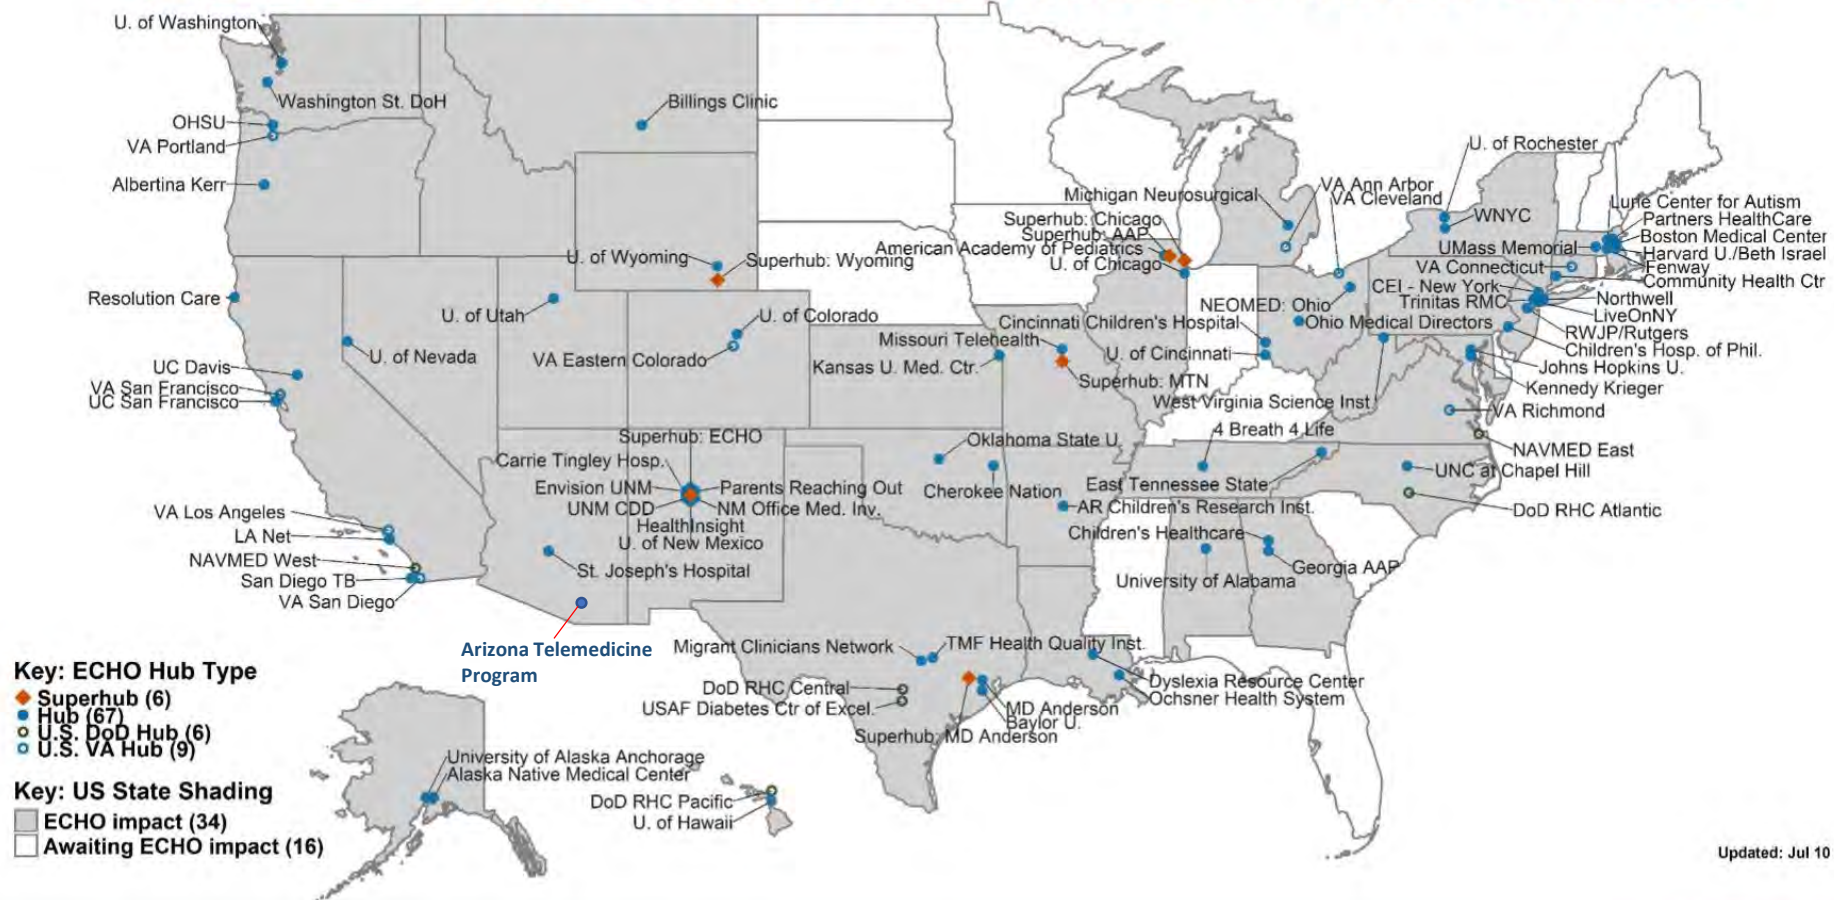 U. of Washington
Washington St. DoH
OHSU
VA Portland
Albertina Kerr
Billings Clinic
U. of Wyoming
Superhub: Wyoming
Resolution Care
U. of Utah
U. of Nevada
U. of Colorado
VA Eastern Colorado
UC Davis
VA San Francisco
UC San Francisco
VA Los Angeles
LA Net
NAVMED West
San Diego TB
VA San Diego
Superhub: ECHO
Carrie Tingley Hosp.
Envision UNM
UNM CDD
Parents Reaching Out
NM Office Med. Inv.
HealthInsight
U. of New Mexico
St. Joseph's Hospital
Arizona Telemedicine
Program
Michigan Neurosurgical
VA Ann Arbor
VA Cleveland
Superhub: Chicago
Superhub: AAP
American Academy of Pediatrics
U. of Chicago
U. of Rochester
WNYC
Lurie Center for Autism
Partners HealthCare
Boston Medical Center
Harvard U./Beth Israel
Fenway
Community Health Ctr
UMass Memorial
VA Connecticut
CEI - New York
Trinitas RMC
Northwell
LiveOnNY
RWJP/Rutgers
Children's Hosp. of Phil.
Johns Hopkins U.
Kennedy Krieger
NEOMED: Ohio
Ohio Medical Directors
Cincinnati Children's Hospital
U. of Cincinnati
Missouri Telehealth
Kansas U. Med. Ctr.
Superhub: MTN
West Virginia Science Inst.
VA Richmond
NAVMED East
4 Breath 4 Life
East Tennessee State
UNC at Chapel Hill
DoD RHC Atlantic
Oklahoma State U.
Cherokee Nation
AR Children's Research Inst.
Children's Healthcare
Georgia AAP
University of Alabama
Migrant Clinicians Network
TMF Health Quality Inst.
DoD RHC Central
USAF Diabetes Ctr of Excel.
MD Anderson
Baylor U.
Superhub: MD Anderson
Dyslexia Resource Center
Ochsner Health System
University of Alaska Anchorage
Alaska Native Medical Center
DoD RHC Pacific
U. of Hawaii
Key: ECHO Hub Type
Superhub (6)
Hub (67)
U.S. DoD Hub (6)
U.S. VA Hub (9)
Key: US State Shading
ECHO impact (34)
Awaiting ECHO impact (16)
Updated: Jul 10